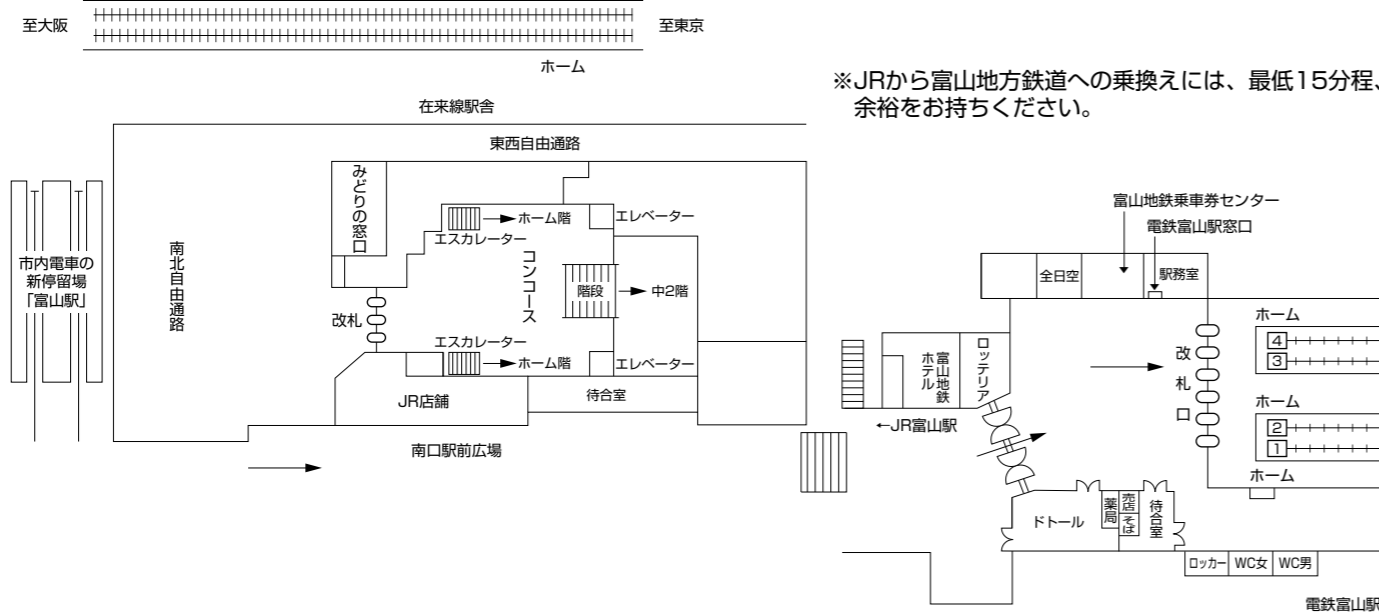 至大阪
至東京
ホーム
※JRから富山地方鉄道への乗換えには、最低15分程、
余裕をお持ちください。
在来線駅舎
東西自由通路
みどりの窓口
ホーム階
エレベーター
エスカレーター
市内電車の
新停留場
「富山駅」
南北自由通路
コンコース
階段
中2階
改札
エスカレーター
ホーム階
エレベーター
JR店舗
待合室
南口駅前広場
富山地鉄乗車券センター
電鉄富山駅窓口
全日空
駅務室
ホーム
4
3
改札口
富山地鉄
ホテル
ロッテリア
←JR富山駅
ホーム
2
1
ホーム
ドトール
薬局
売店
そば
待合室
ロッカー
WC女
WC男
電鉄富山駅